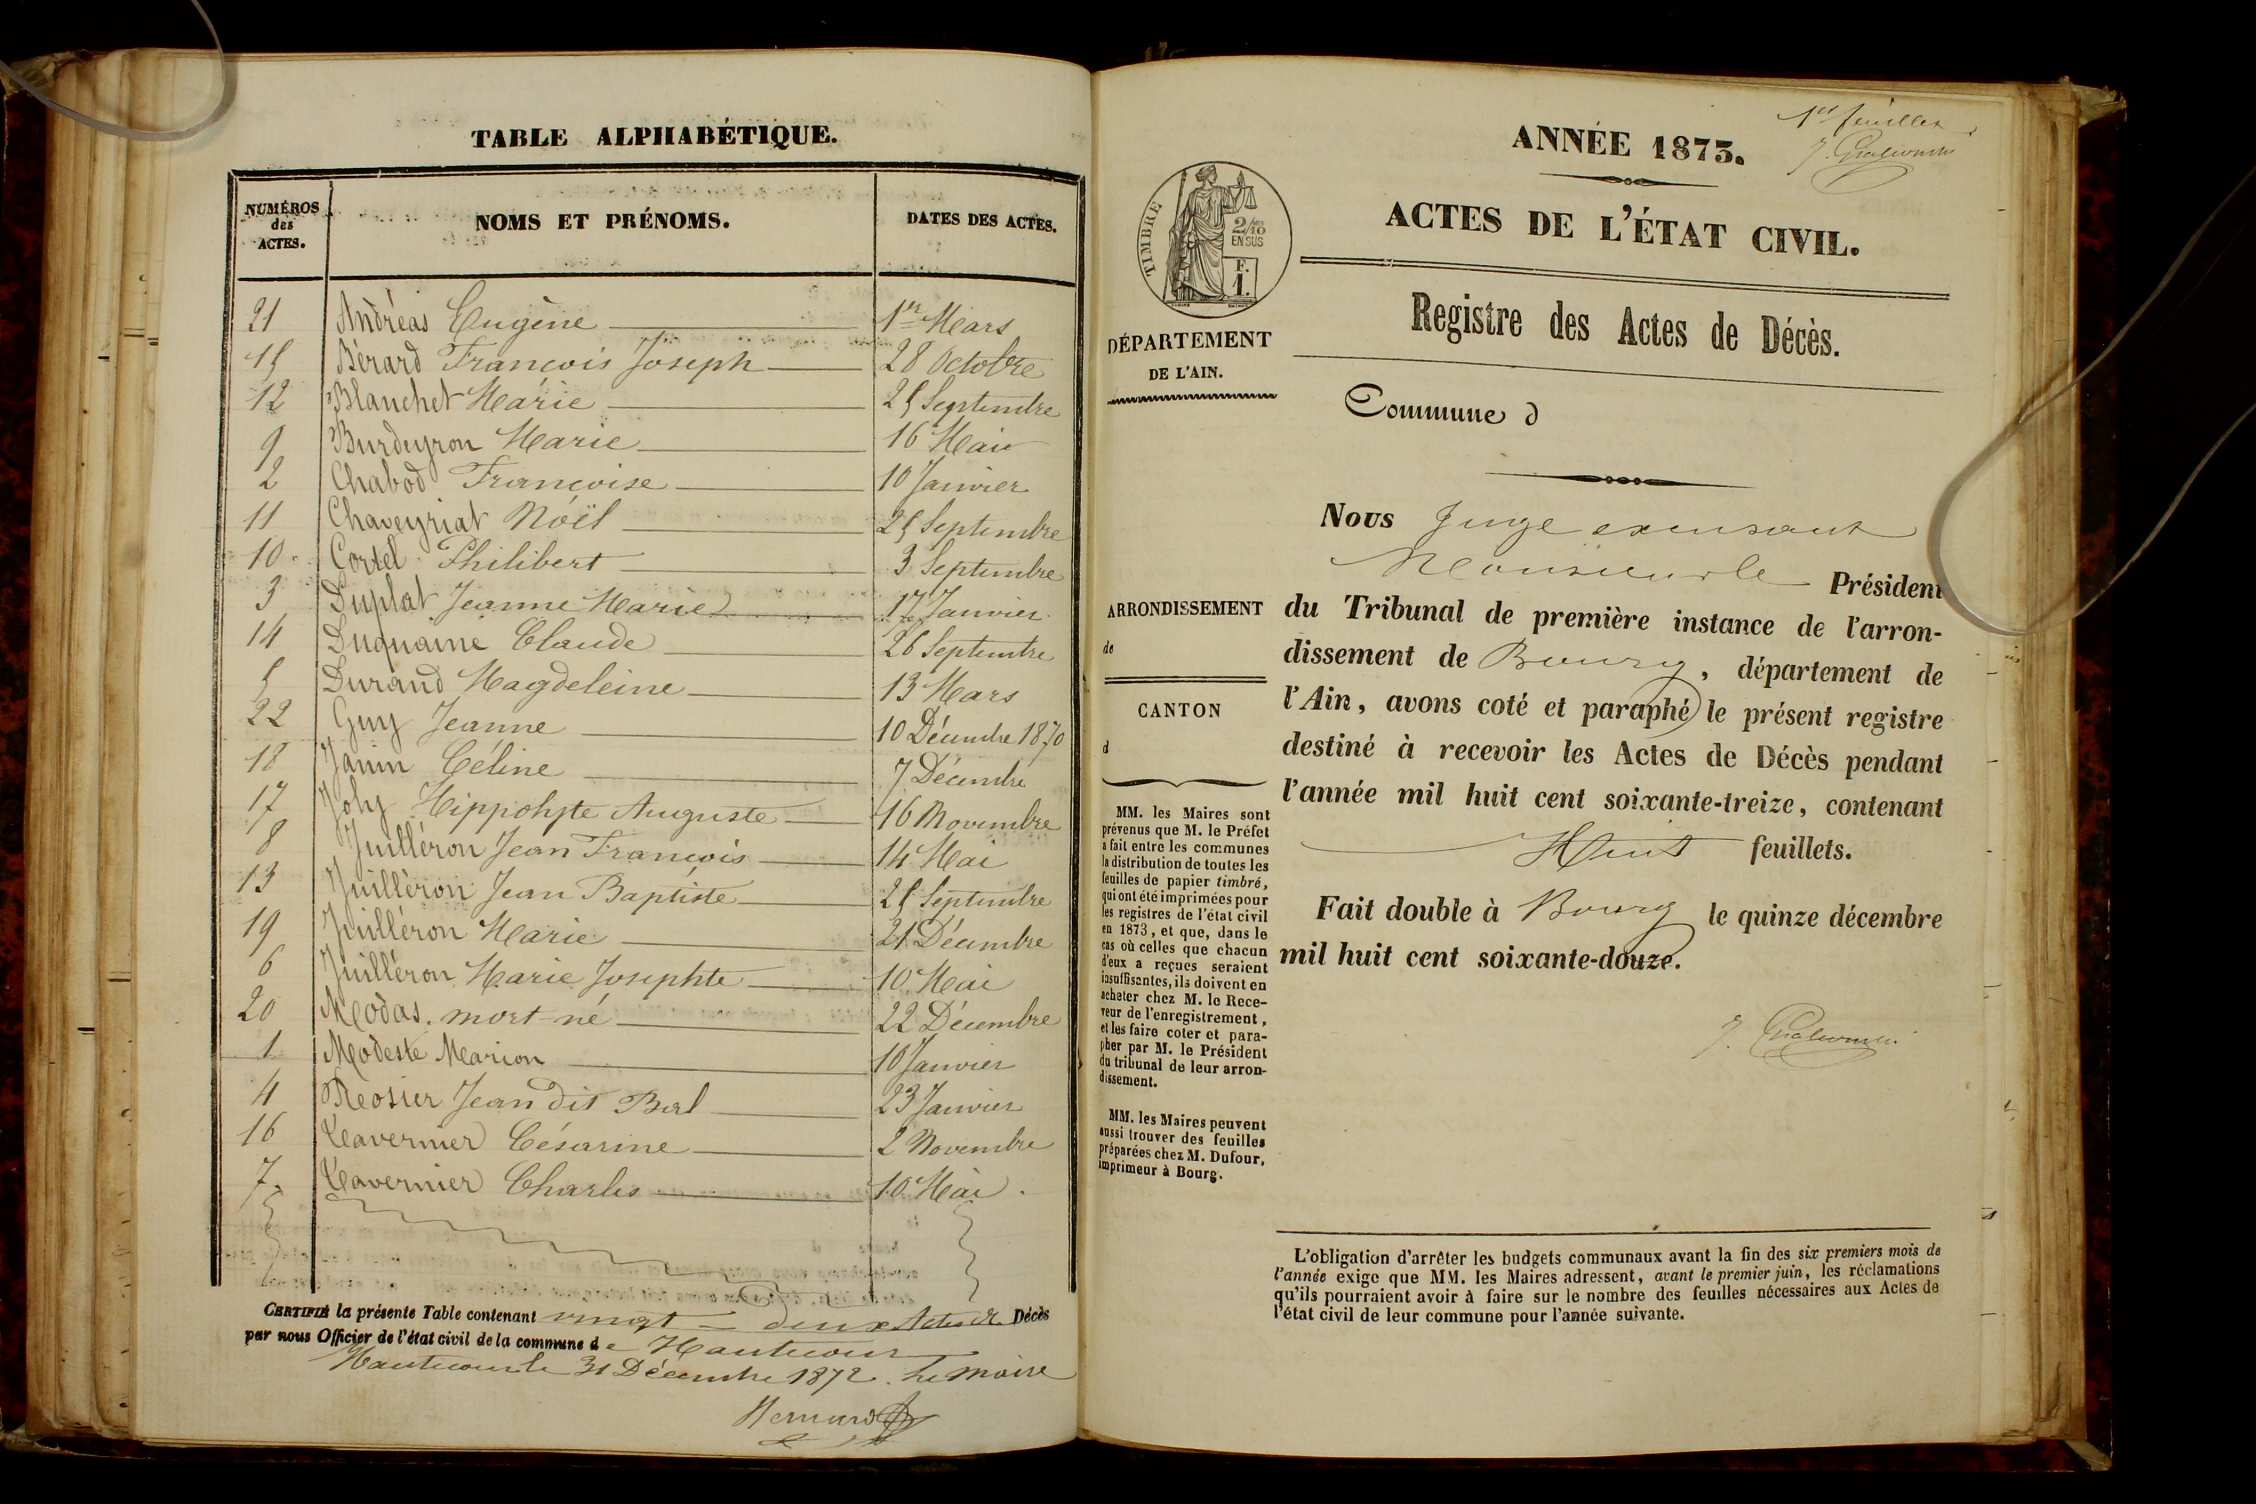 TABLE ALPHABÉTIQUE.
NUMÉROS des ACTES. NOMS ET PRÉNOMS. DATES DES ACTES.
21 Andréas Eugène 1er Mars
15 Bérard François Joseph 28 Octobre
12 Blanchet Marie 25 Septembre
9 Burdeyron Marie 16 Mai
2 Chabod Françoise 10 Janvier
11 Chaveyriat Noël 25 Septembre
10 Cortel Philibert 3 Septembre
3 Duplat Jeanne Marie 17 Janvier
14 Duquaine Claude 26 Septembre
5 Durand Magdeleine 13 Mars
22 Guy Jeanne 10 Décembre 1870
18 Janin Céline 7 Décembre
17 Joly Hippolyte Auguste 16 Novembre
8 Juilléron Jean François 14 Mai
13 Juilléron Jean Baptiste 25 Septembre
19 Juilléron Marie 21 Décembre
6 Juilléron Marie Josephte 10 Mai
20 Modas. mort-né 22 Décembre
1 Modeste Marion 10 Janvier
4 Rosier Jean dit Bal 23 Janvier
16 Tavernier Césarine 2 Novembre
7 Tavernier Charles 10 Mai
CERTIFIÉ la présente Table contenant vingt-deux Actes de Décès
par nous Officier de l'état civil de la commune de Hautecour
Hautecour le 31 Décembre 1872. Le Maire
1er feuillet
ANNÉE 1873.
ACTES DE L'ÉTAT CIVIL.
TIMBRE
2/10
EN SUS
F.
1.
Registre des Actes de Décès.
DÉPARTEMENT
DE L'AIN.
Commune d
Nous Juge excusant
Monsieur le Président
ARRONDISSEMENT
de
CANTON
d
du Tribunal de première instance de l'arron-
dissement de Bourg, département de
l'Ain, avons coté et paraphé le présent registre
destiné à recevoir les Actes de Décès pendant
l'année mil huit cent soixante-treize, contenant
Huit feuillets.
Fait double à Bourg le quinze décembre
mil huit cent soixante-douze.
MM. les Maires sont
prévenus que M. le Préfet
a fait entre les communes
la distribution de toutes les
feuilles de papier timbré,
qui ont été imprimées pour
les registres de l'état civil
en 1873, et que, dans le
cas où celles que chacun
d'eux a reçues seraient
insuffisantes, ils doivent en
acheter chez M. le Rece-
veur de l'enregistrement,
et les faire coter et para-
pher par M. le Président
du tribunal de leur arron-
dissement.
MM. les Maires peuvent
aussi trouver des feuilles
préparées chez M. Dufour,
imprimeur à Bourg.
L'obligation d'arrêter les budgets communaux avant la fin des six premiers mois de
l'année exige que MM. les Maires adressent, avant le premier juin, les réclamations
qu'ils pourraient avoir à faire sur le nombre des feuilles nécessaires aux Actes de
l'état civil de leur commune pour l'année suivante.